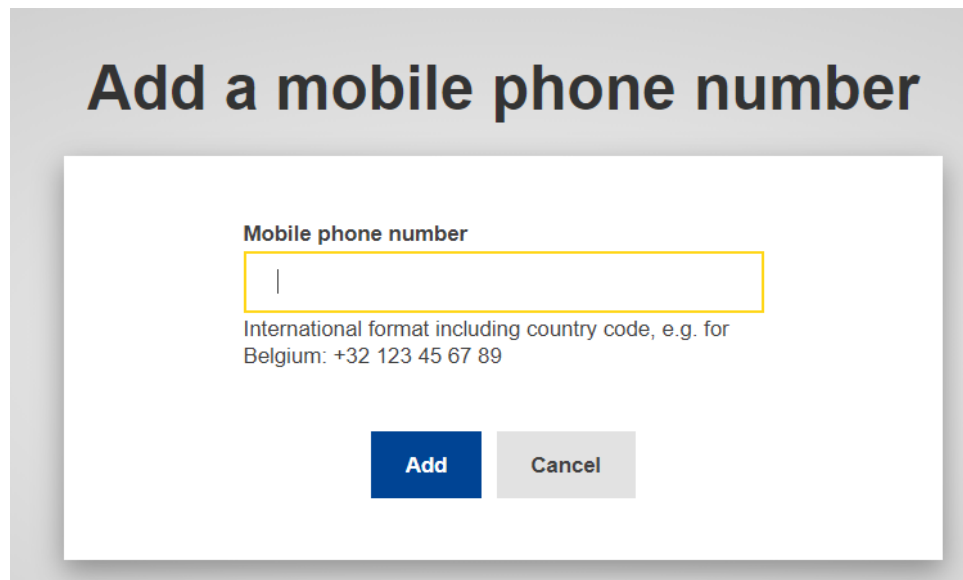 Add a mobile phone number
Mobile phone number
International format including country code, e.g. for
Belgium: +32 123 45 67 89
Add
Cancel